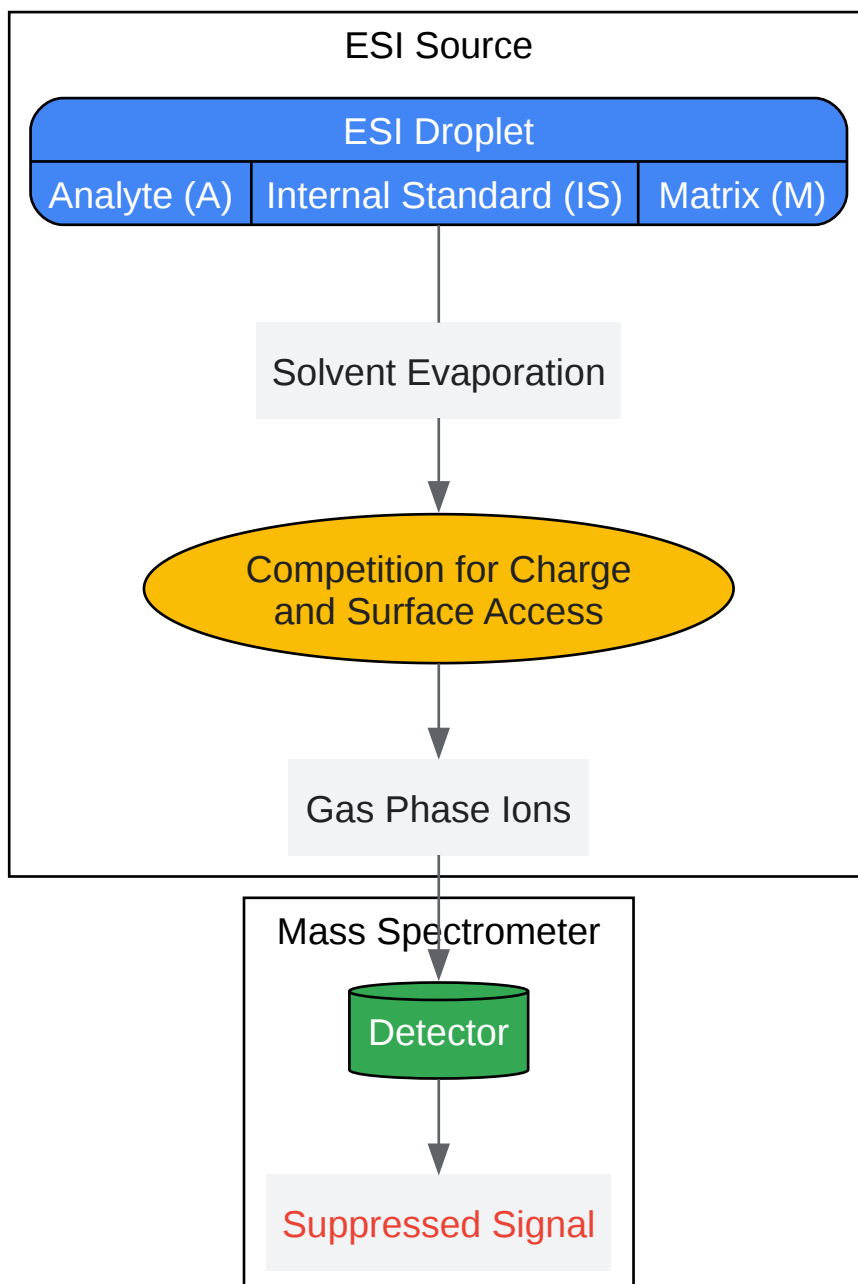 ESI Source
ESI Droplet
Analyte (A) Internal Standard (IS) Matrix (M)
Solvent Evaporation
Competition for Charge
and Surface Access
Gas Phase Ions
Mass Spectrometer
Detector
Suppressed Signal